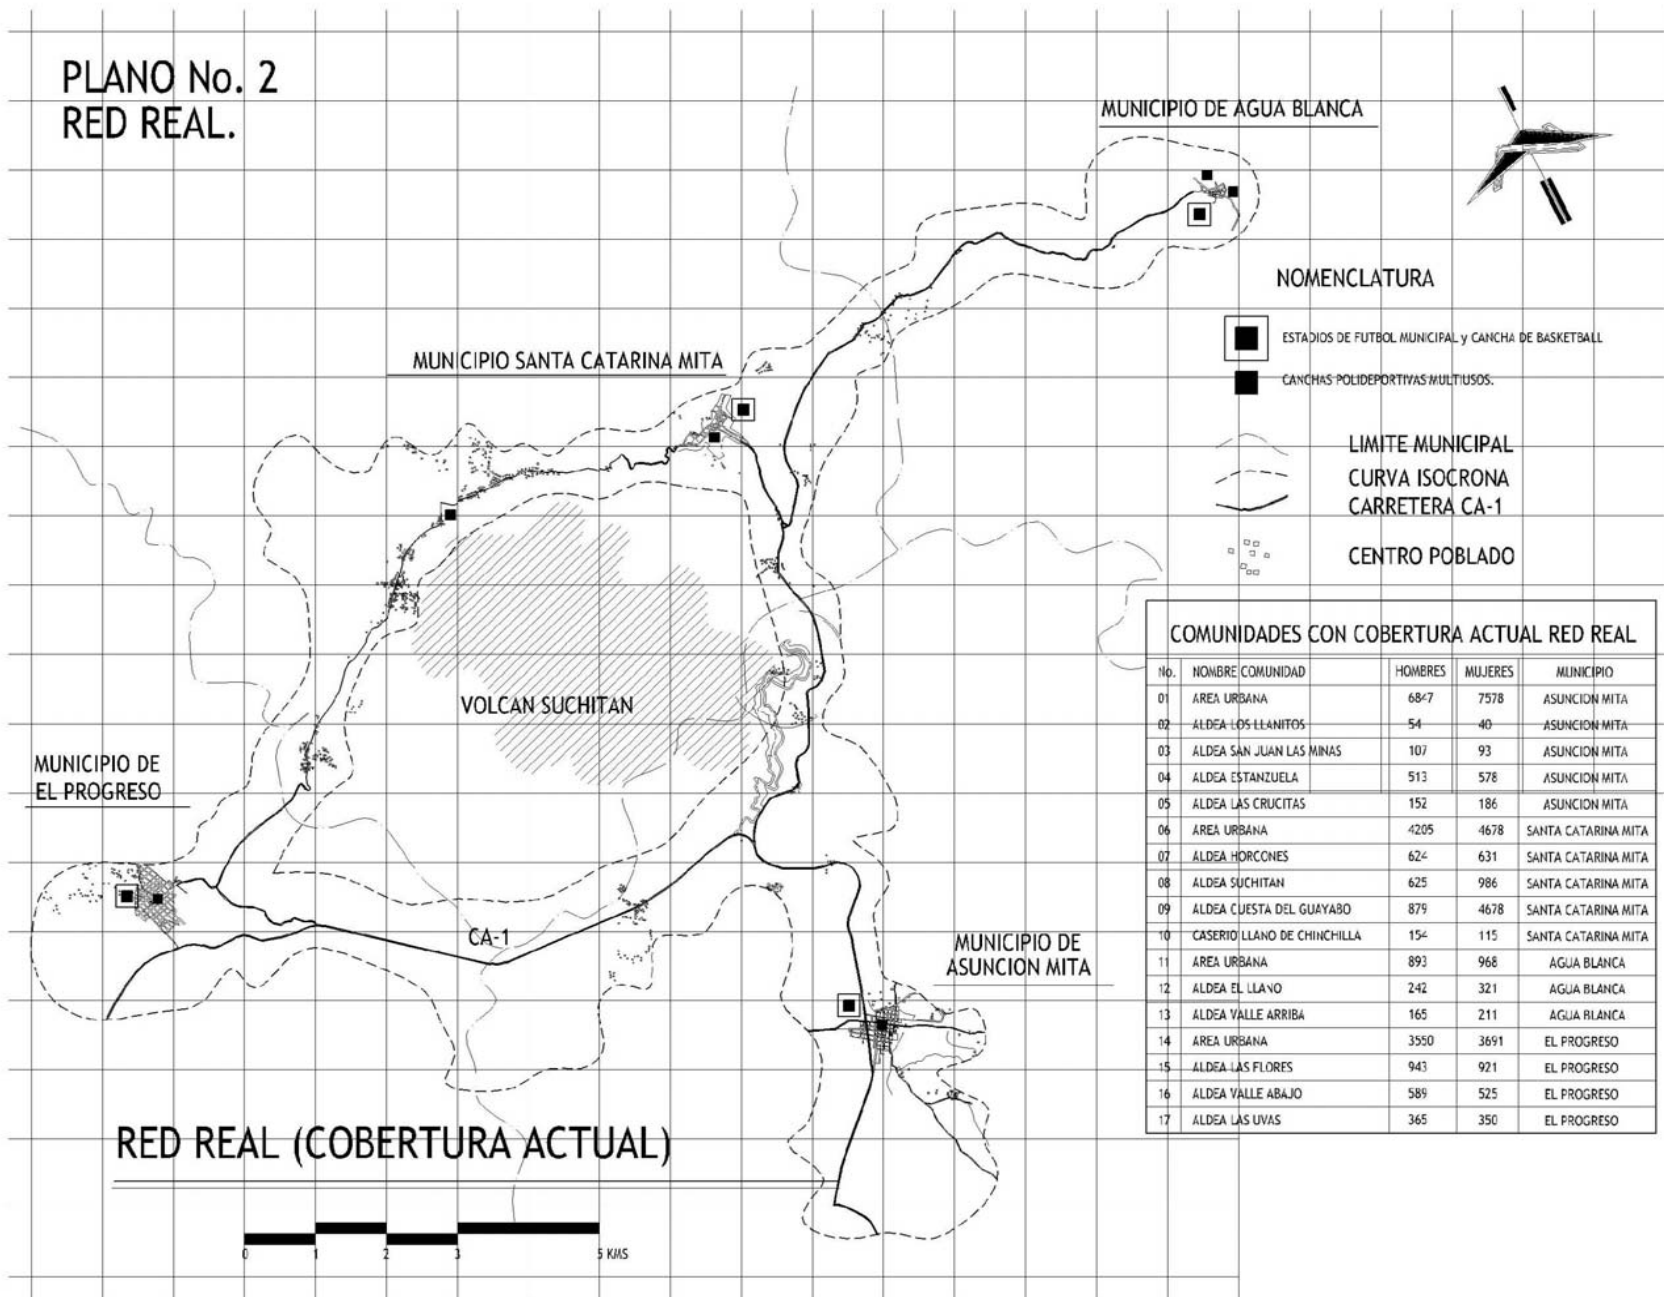 PLANO No. 2
RED REAL.
MUNICIPIO DE AGUA BLANCA
NOMENCLATURA
ESTADIOS DE FUTBOL MUNICIPAL y CANCHA DE BASKETBALL
CANCHAS POLIDEPORTIVAS MULTIUSOS.
LIMITE MUNICIPAL
CURVA ISOCRONA
CARRETERA CA-1
CENTRO POBLADO
MUNICIPIO SANTA CATARINA MITA
VOLCAN SUCHITAN
MUNICIPIO DE
EL PROGRESO
CA-1
MUNICIPIO DE
ASUNCION MITA
COMUNIDADES CON COBERTURA ACTUAL RED REAL
No. NOMBRE COMUNIDAD HOMBRES MUJERES MUNICIPIO
01 AREA URBANA 6847 7578 ASUNCION MITA
02 ALDEA LOS LLANITOS 54 40 ASUNCION MITA
03 ALDEA SAN JUAN LAS MINAS 107 93 ASUNCION MITA
04 ALDEA ESTANZUELA 513 578 ASUNCION MITA
05 ALDEA LAS CRUCITAS 152 186 ASUNCION MITA
06 AREA URBANA 4205 4678 SANTA CATARINA MITA
07 ALDEA HORCONES 624 631 SANTA CATARINA MITA
08 ALDEA SUCHITAN 625 986 SANTA CATARINA MITA
09 ALDEA CUESTA DEL GUAYABO 879 4678 SANTA CATARINA MITA
10 CASERIO LLANO DE CHINCHILLA 154 115 SANTA CATARINA MITA
11 AREA URBANA 893 968 AGUA BLANCA
12 ALDEA EL LLANO 242 321 AGUA BLANCA
13 ALDEA VALLE ARRIBA 165 211 AGUA BLANCA
14 AREA URBANA 3550 3691 EL PROGRESO
15 ALDEA LAS FLORES 943 921 EL PROGRESO
16 ALDEA VALLE ABAJO 589 525 EL PROGRESO
17 ALDEA LAS UVAS 365 350 EL PROGRESO
RED REAL (COBERTURA ACTUAL)
0 1 2 3 5 KMS